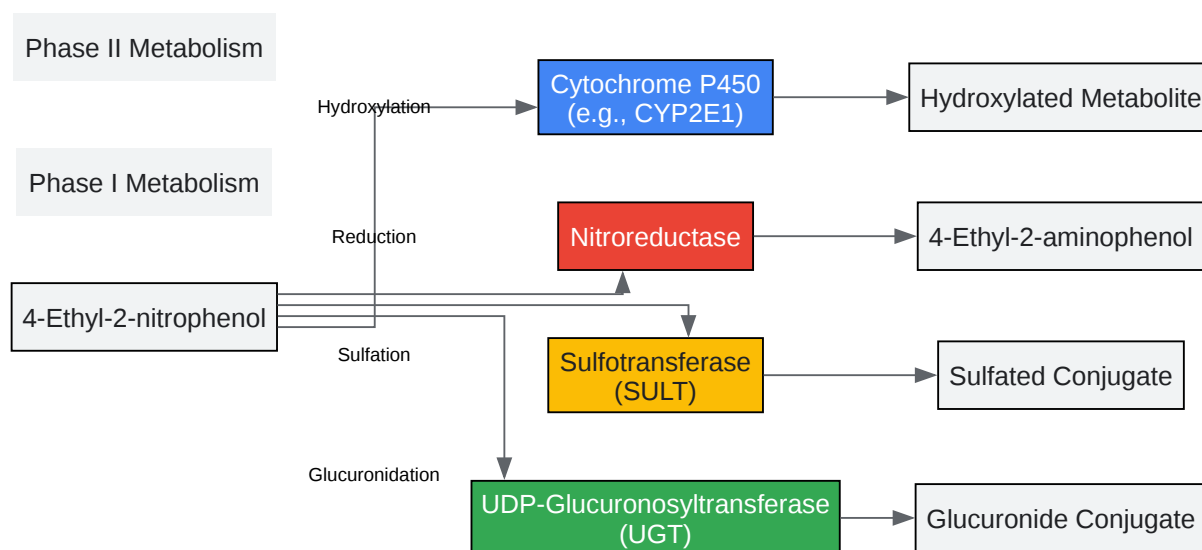 Phase II Metabolism
Cytochrome P450
(e.g., CYP2E1)
Hydroxylated Metabolite
Hydroxylation
Phase I Metabolism
Reduction
Nitroreductase
4-Ethyl-2-aminophenol
4-Ethyl-2-nitrophenol
Sulfation
Sulfotransferase
(SULT)
Sulfated Conjugate
Glucuronidation
UDP-Glucuronosyltransferase
(UGT)
Glucuronide Conjugate